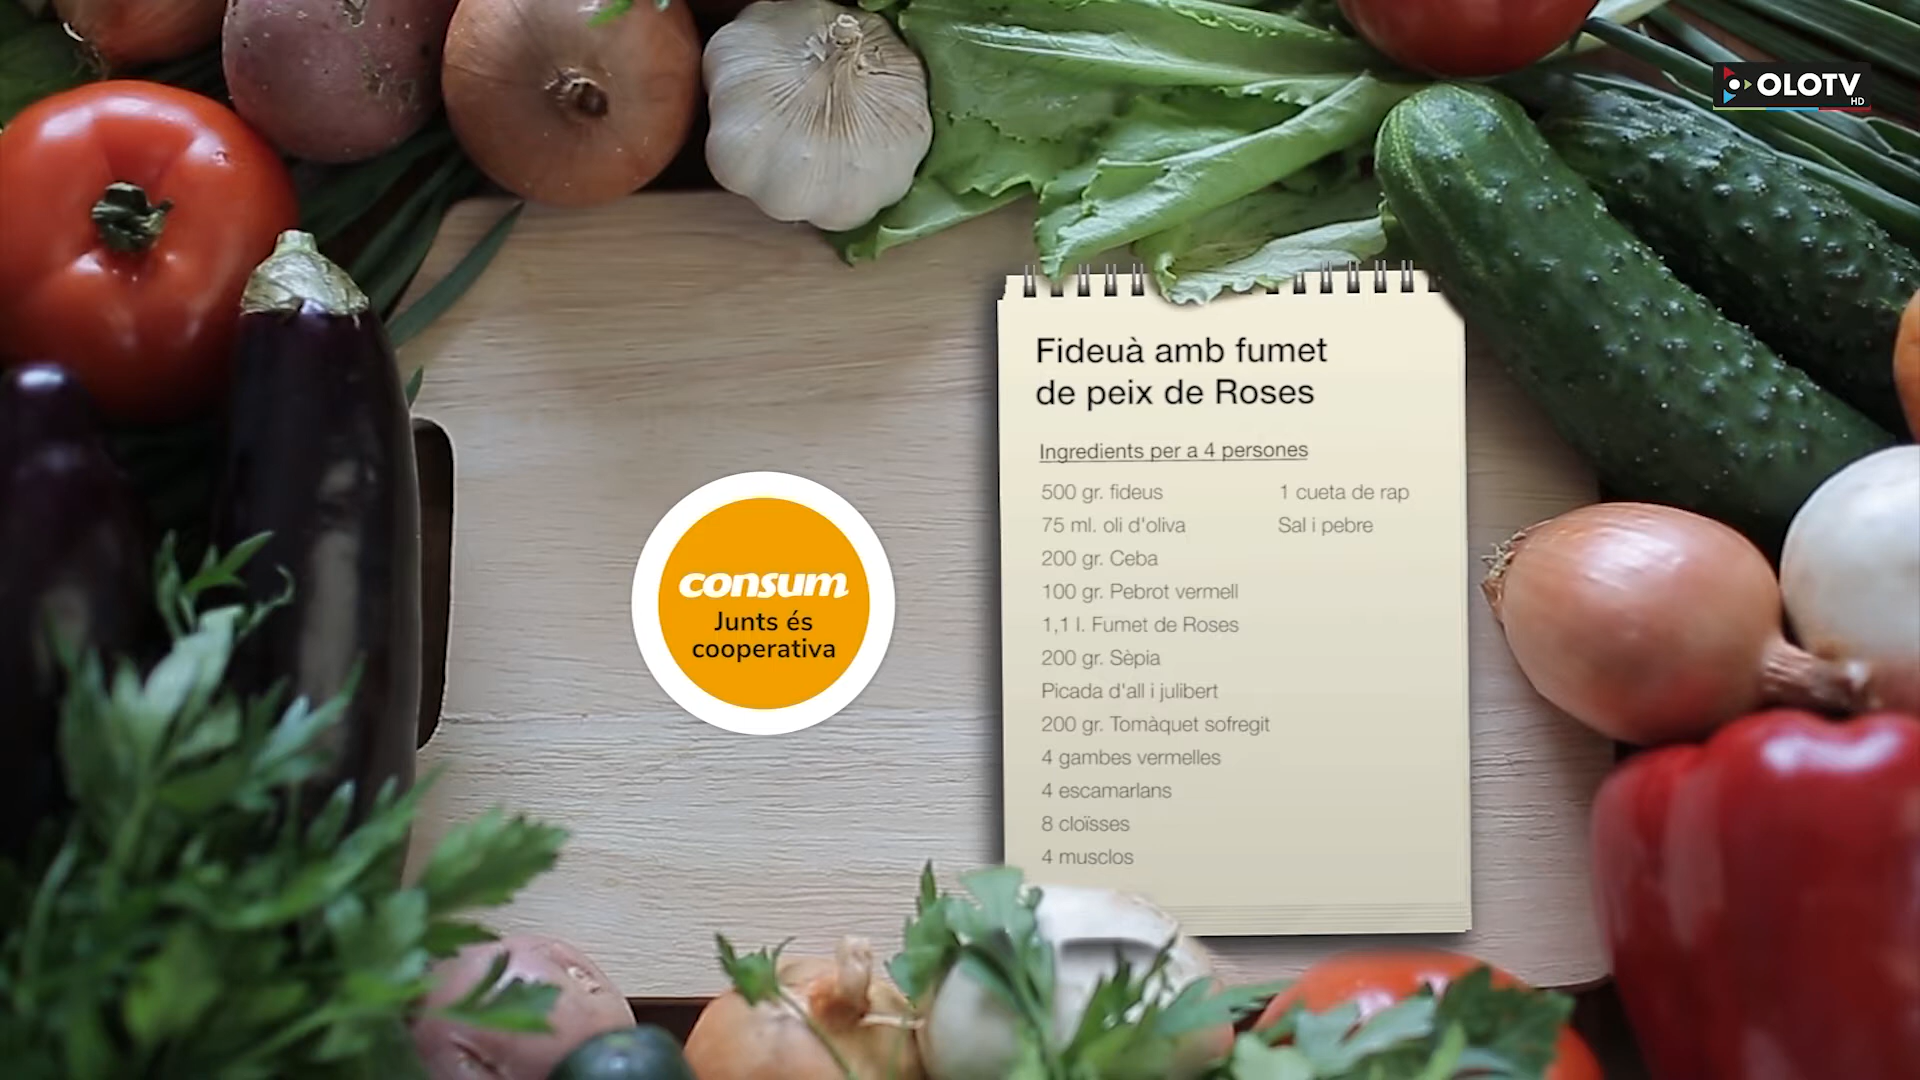 OLOTV
HD
Fideuà amb fumet
de peix de Roses
Ingredients per a 4 persones
500 gr. fideus
75 ml. oli d'oliva
200 gr. Ceba
100 gr. Pebrot vermell
1,1 l. Fumet de Roses
200 gr. Sèpia
Picada d'all i julibert
200 gr. Tomàquet sofregit
4 gambes vermelles
4 escamarlans
8 cloïsses
4 musclos
1 cueta de rap
Sal i pebre
consum
Junts és
cooperativa